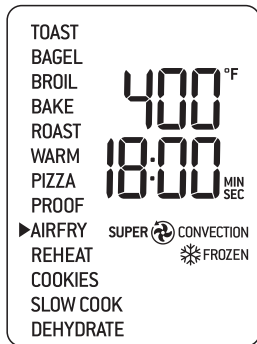 TOAST
BAGEL
BROIL
BAKE
ROAST
WARM
PIZZA
PROOF
▶AIRFRY
REHEAT
COOKIES
SLOW COOK
DEHYDRATE
400°F
18:00 MIN SEC
SUPER CONVECTION
FROZEN